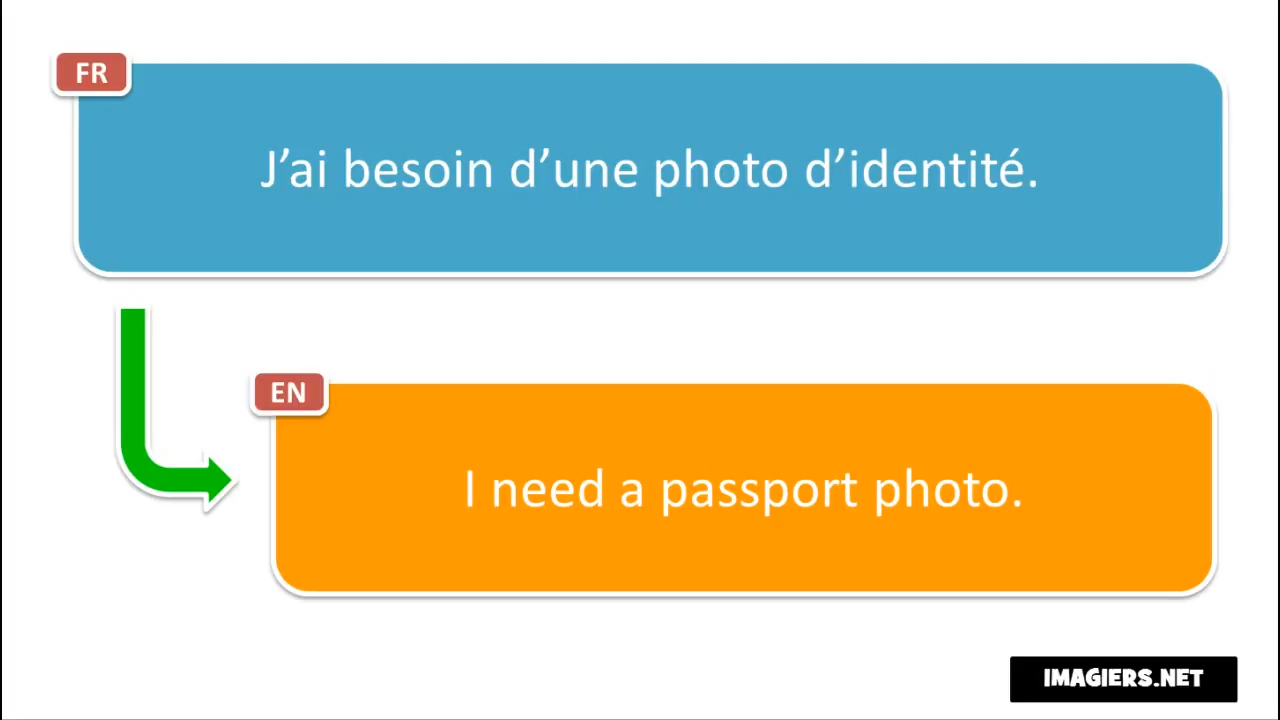 FR
J’ai besoin d’une photo d’identité.
EN
I need a passport photo.
IMAGIERS.NET